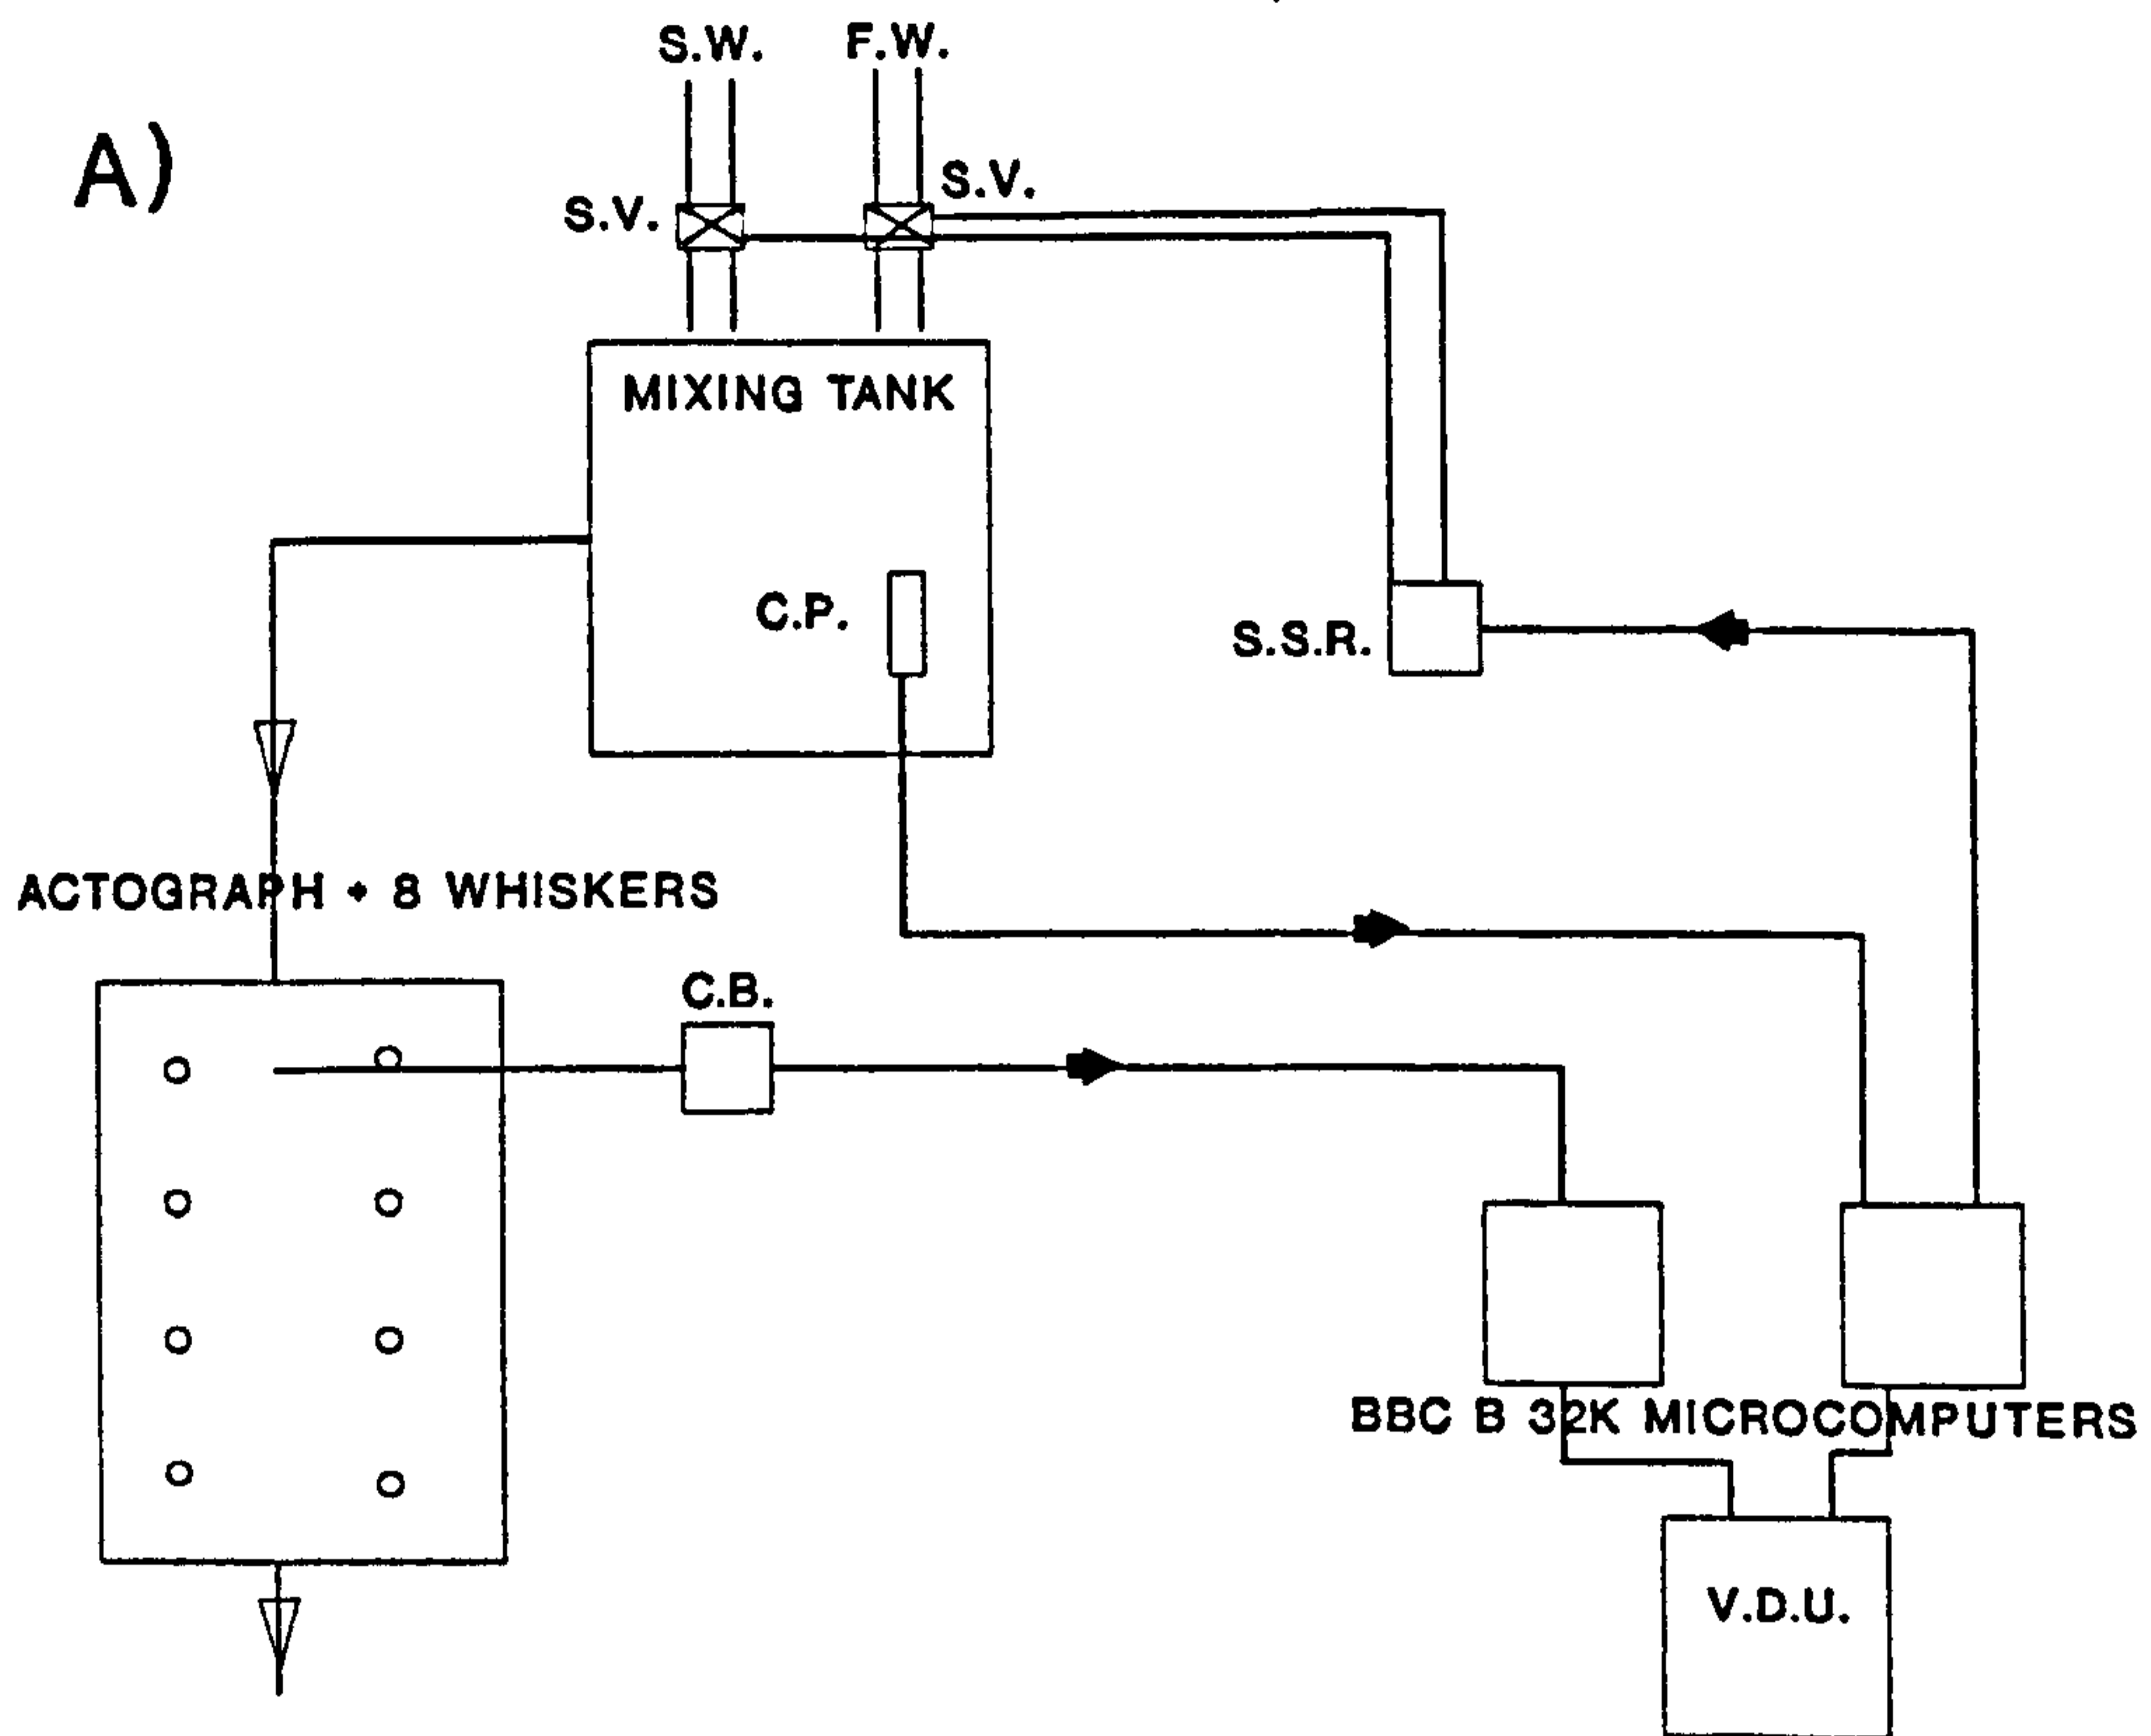 S.W. F.W.
A)
S.V. S.V.
MIXING TANK
C.P.
S.S.R.
ACTOGRAPH + 8 WHISKERS
C.B.
BBC B 32K MICROCOMPUTERS
V.D.U.